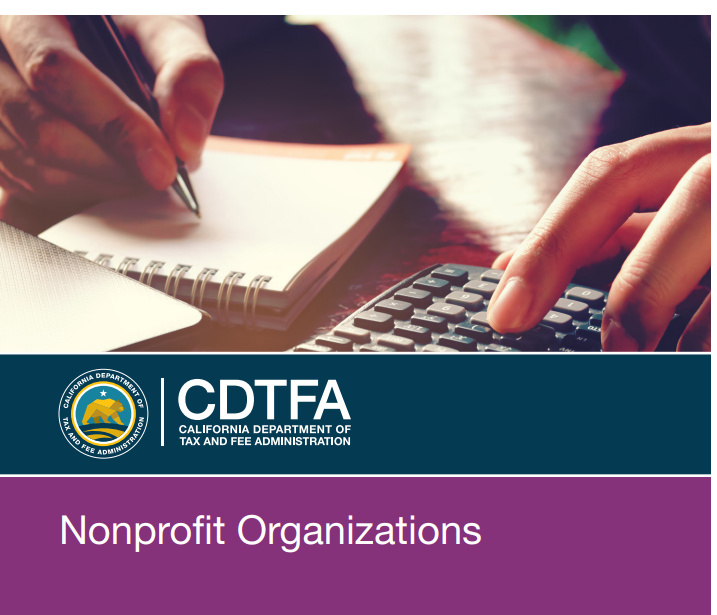 CALIFORNIA DEPARTMENT OF
TAX AND FEE ADMINISTRATION
CDTFA
CALIFORNIA DEPARTMENT OF
TAX AND FEE ADMINISTRATION
Nonprofit Organizations